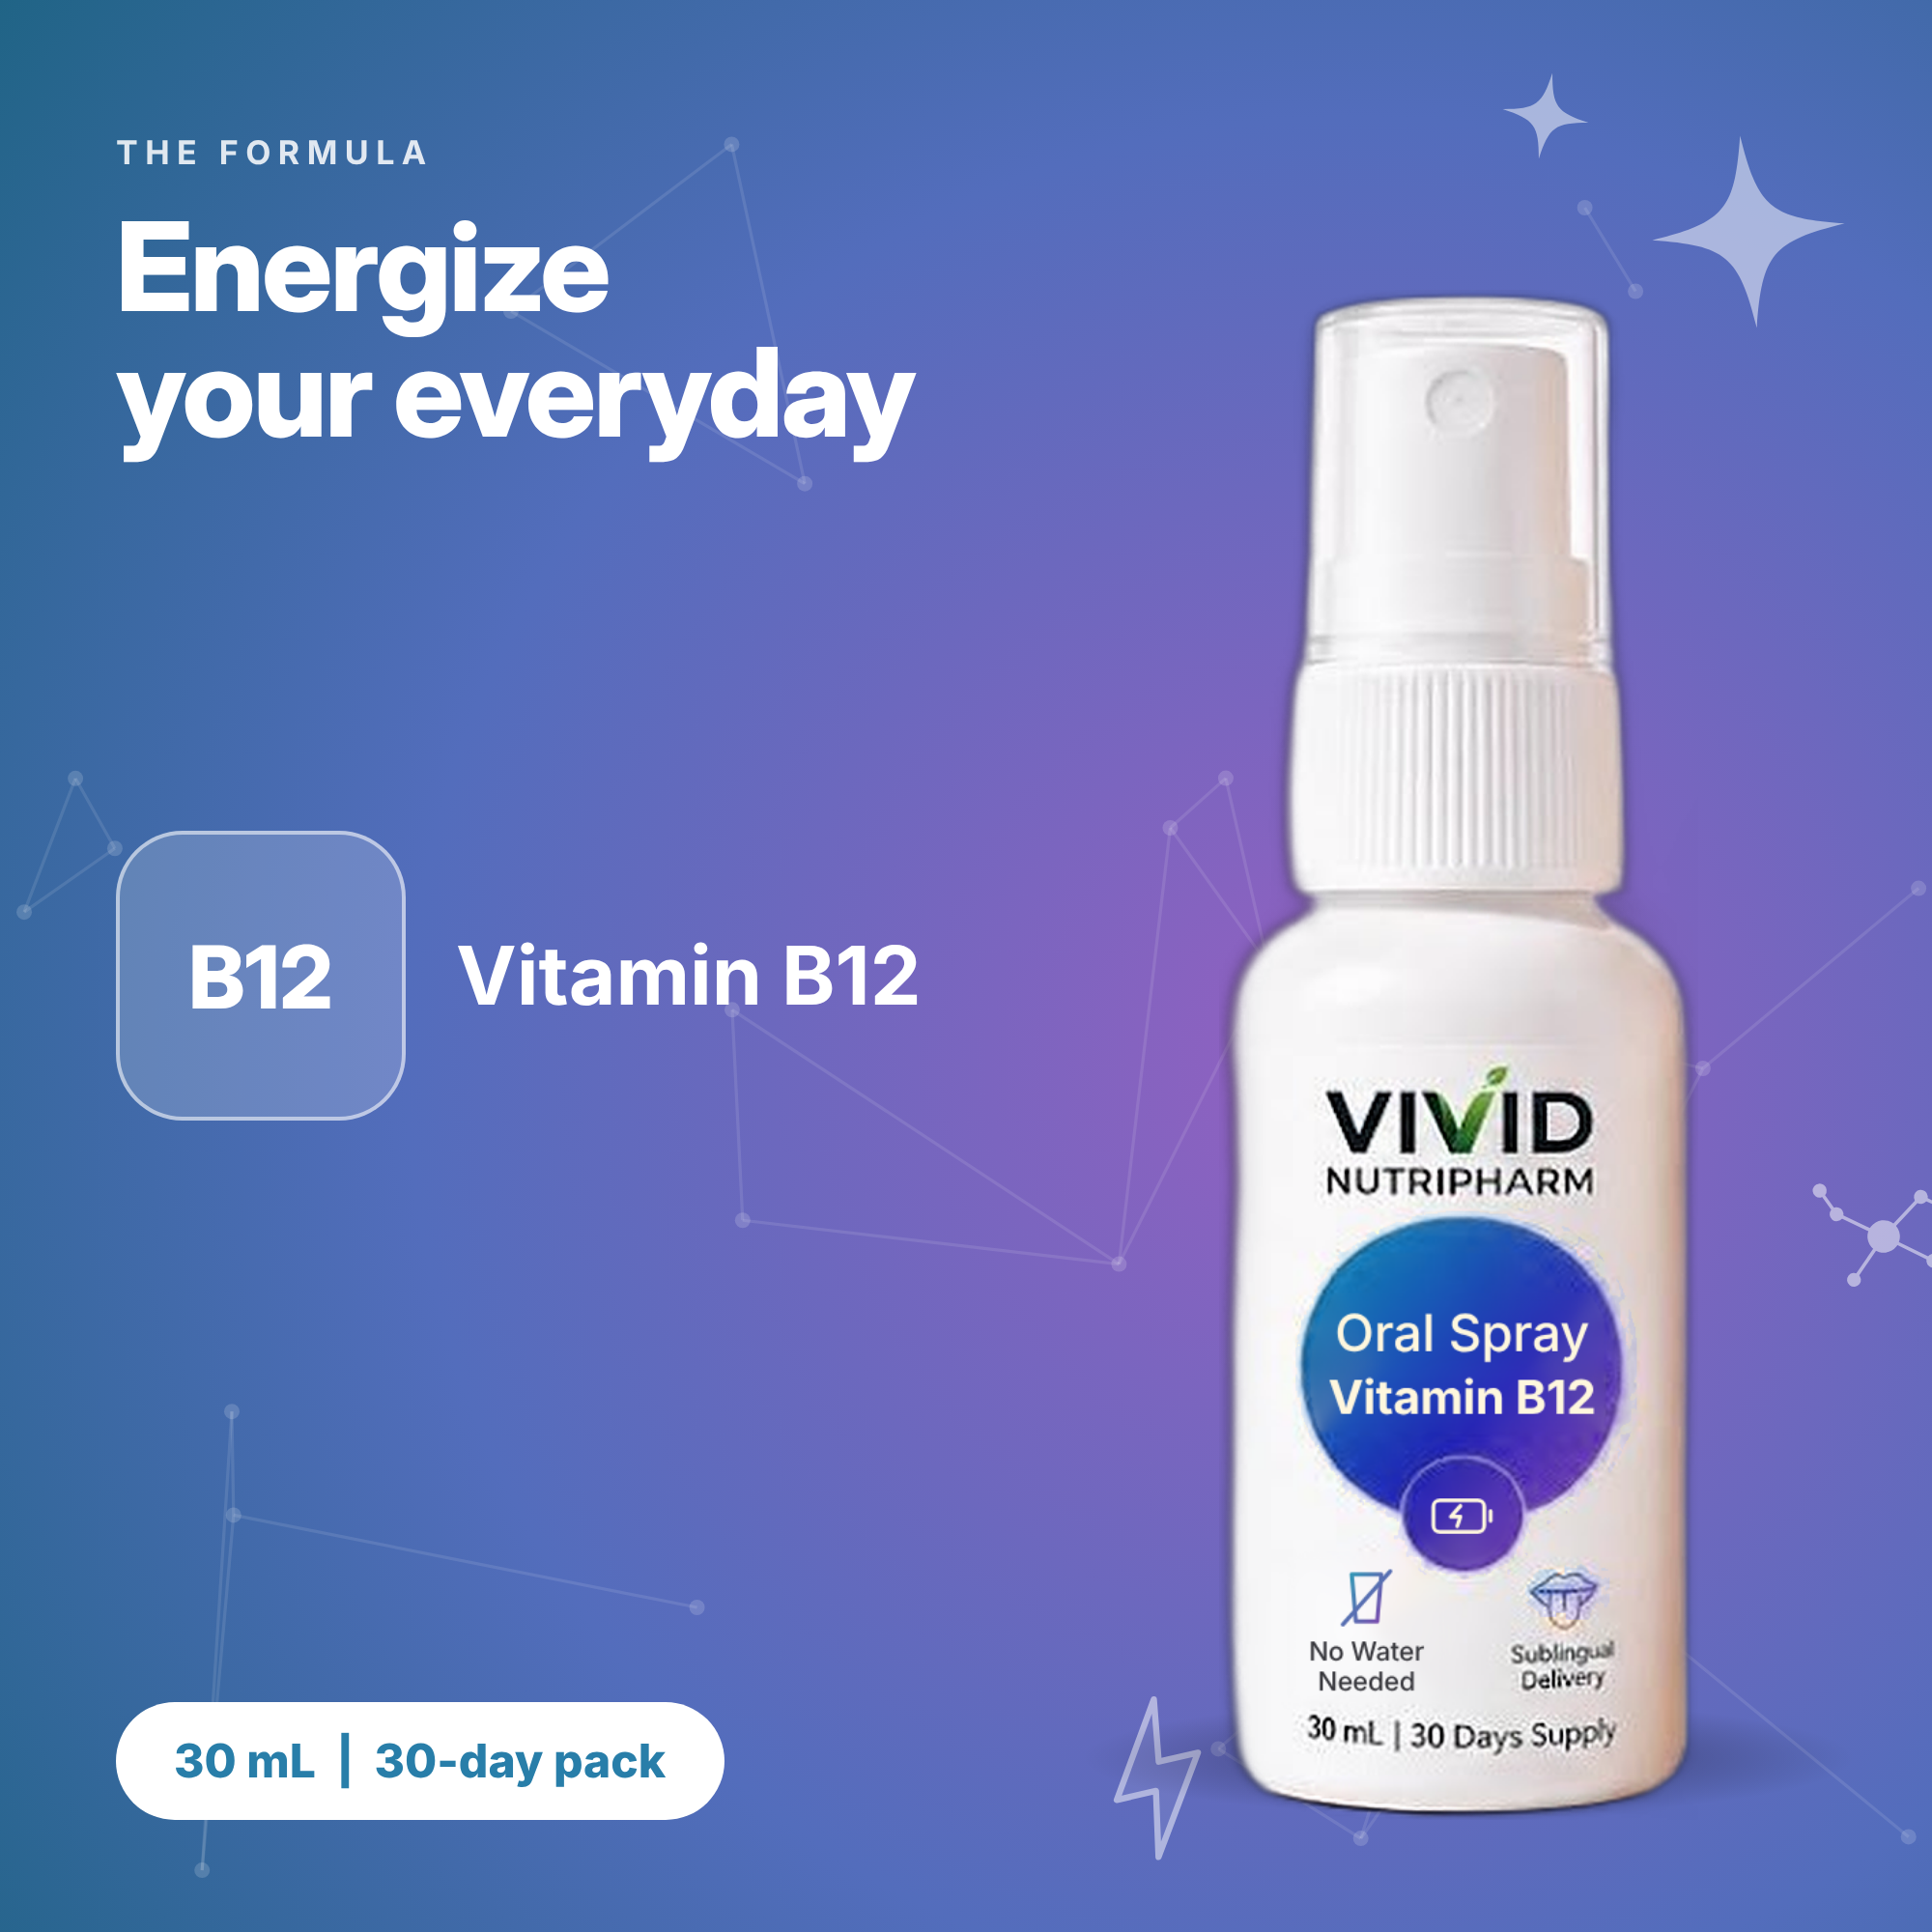 THE FORMULA
Energize
your everyday
B12
Vitamin B12
30 mL | 30-day pack
VIVID
NUTRIPHARM
Oral Spray
Vitamin B12
No Water
Needed
Sublingual
Delivery
30 mL | 30 Days Supply